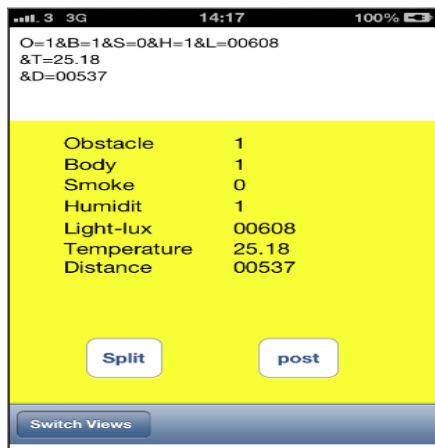 3 3G 14:17 100%
O=1&B=1&S=0&H=1&L=00608
&T=25.18
&D=00537
Obstacle 1
Body 1
Smoke 0
Humidit 1
Light-lux 00608
Temperature 25.18
Distance 00537
Split post
Switch Views